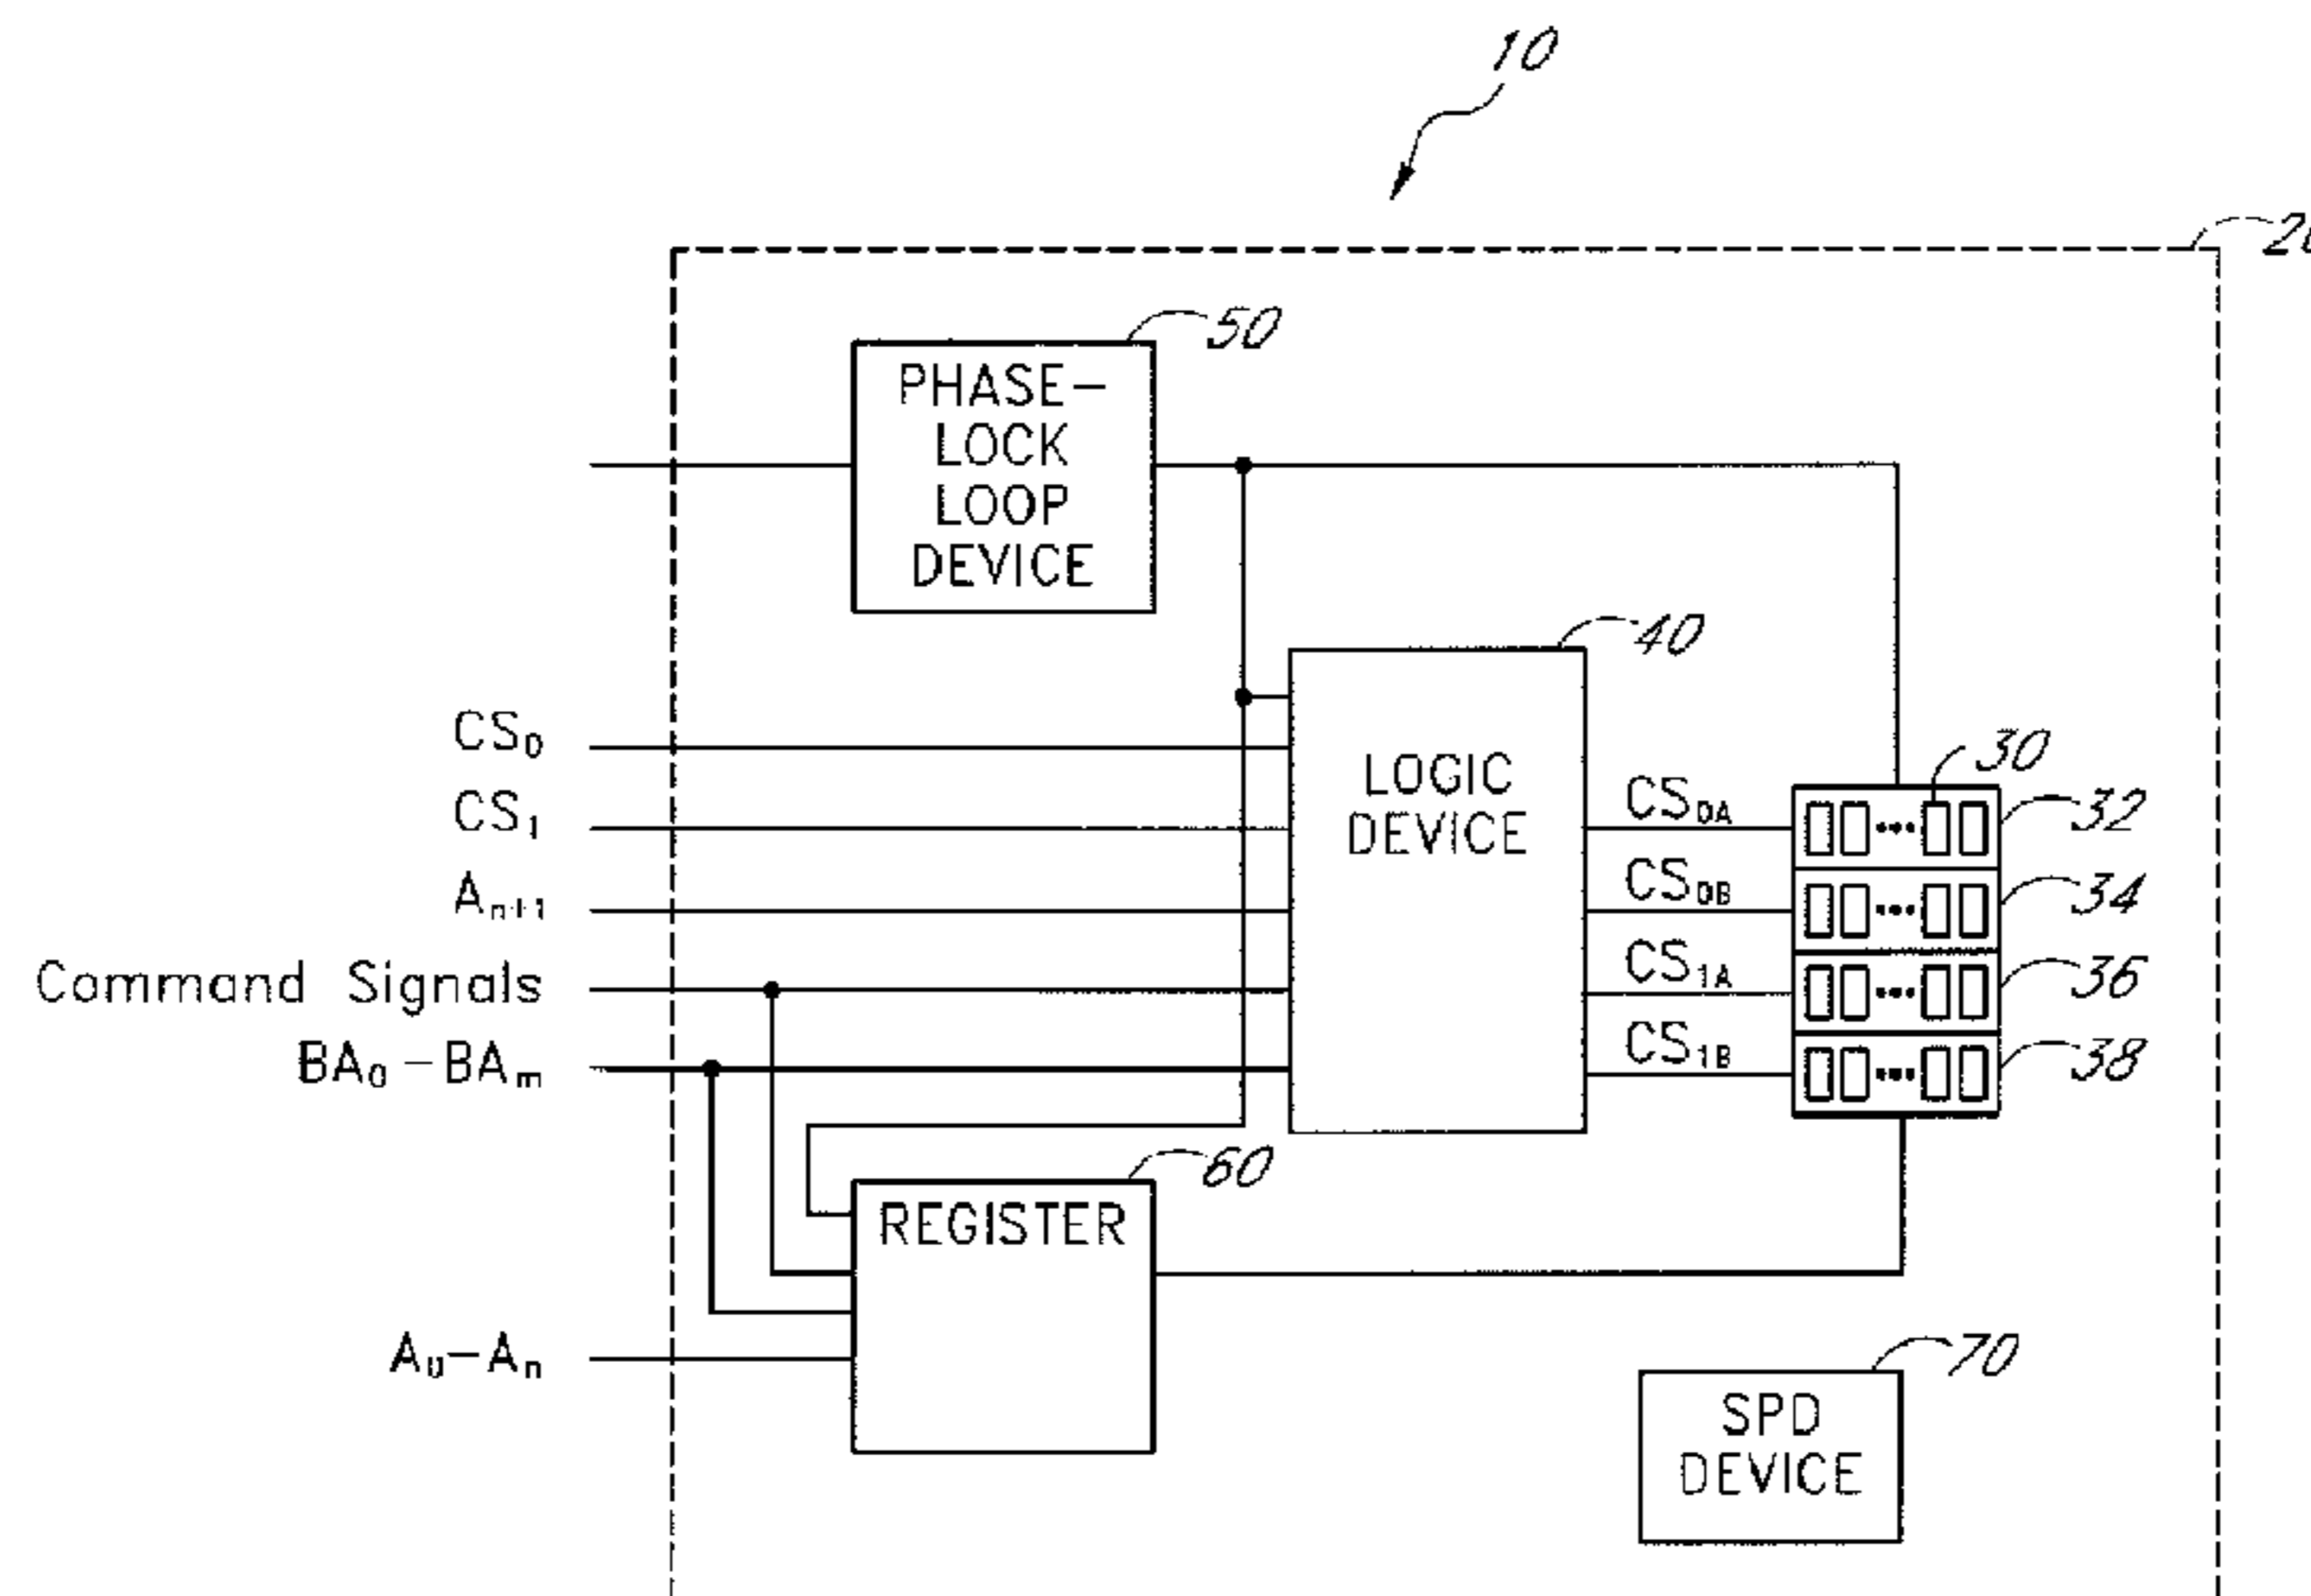 10
50
PHASE-
LOCK
LOOP
DEVICE
40
CS₀
CS₁
Aₙ₊₁
Command Signals
BA₀-BAₘ
LOGIC
DEVICE
CS₀A
CS₀B
CS₁A
CS₁B
30
32
34
36
38
60
REGISTER
A₀-Aₙ
70
SPD
DEVICE